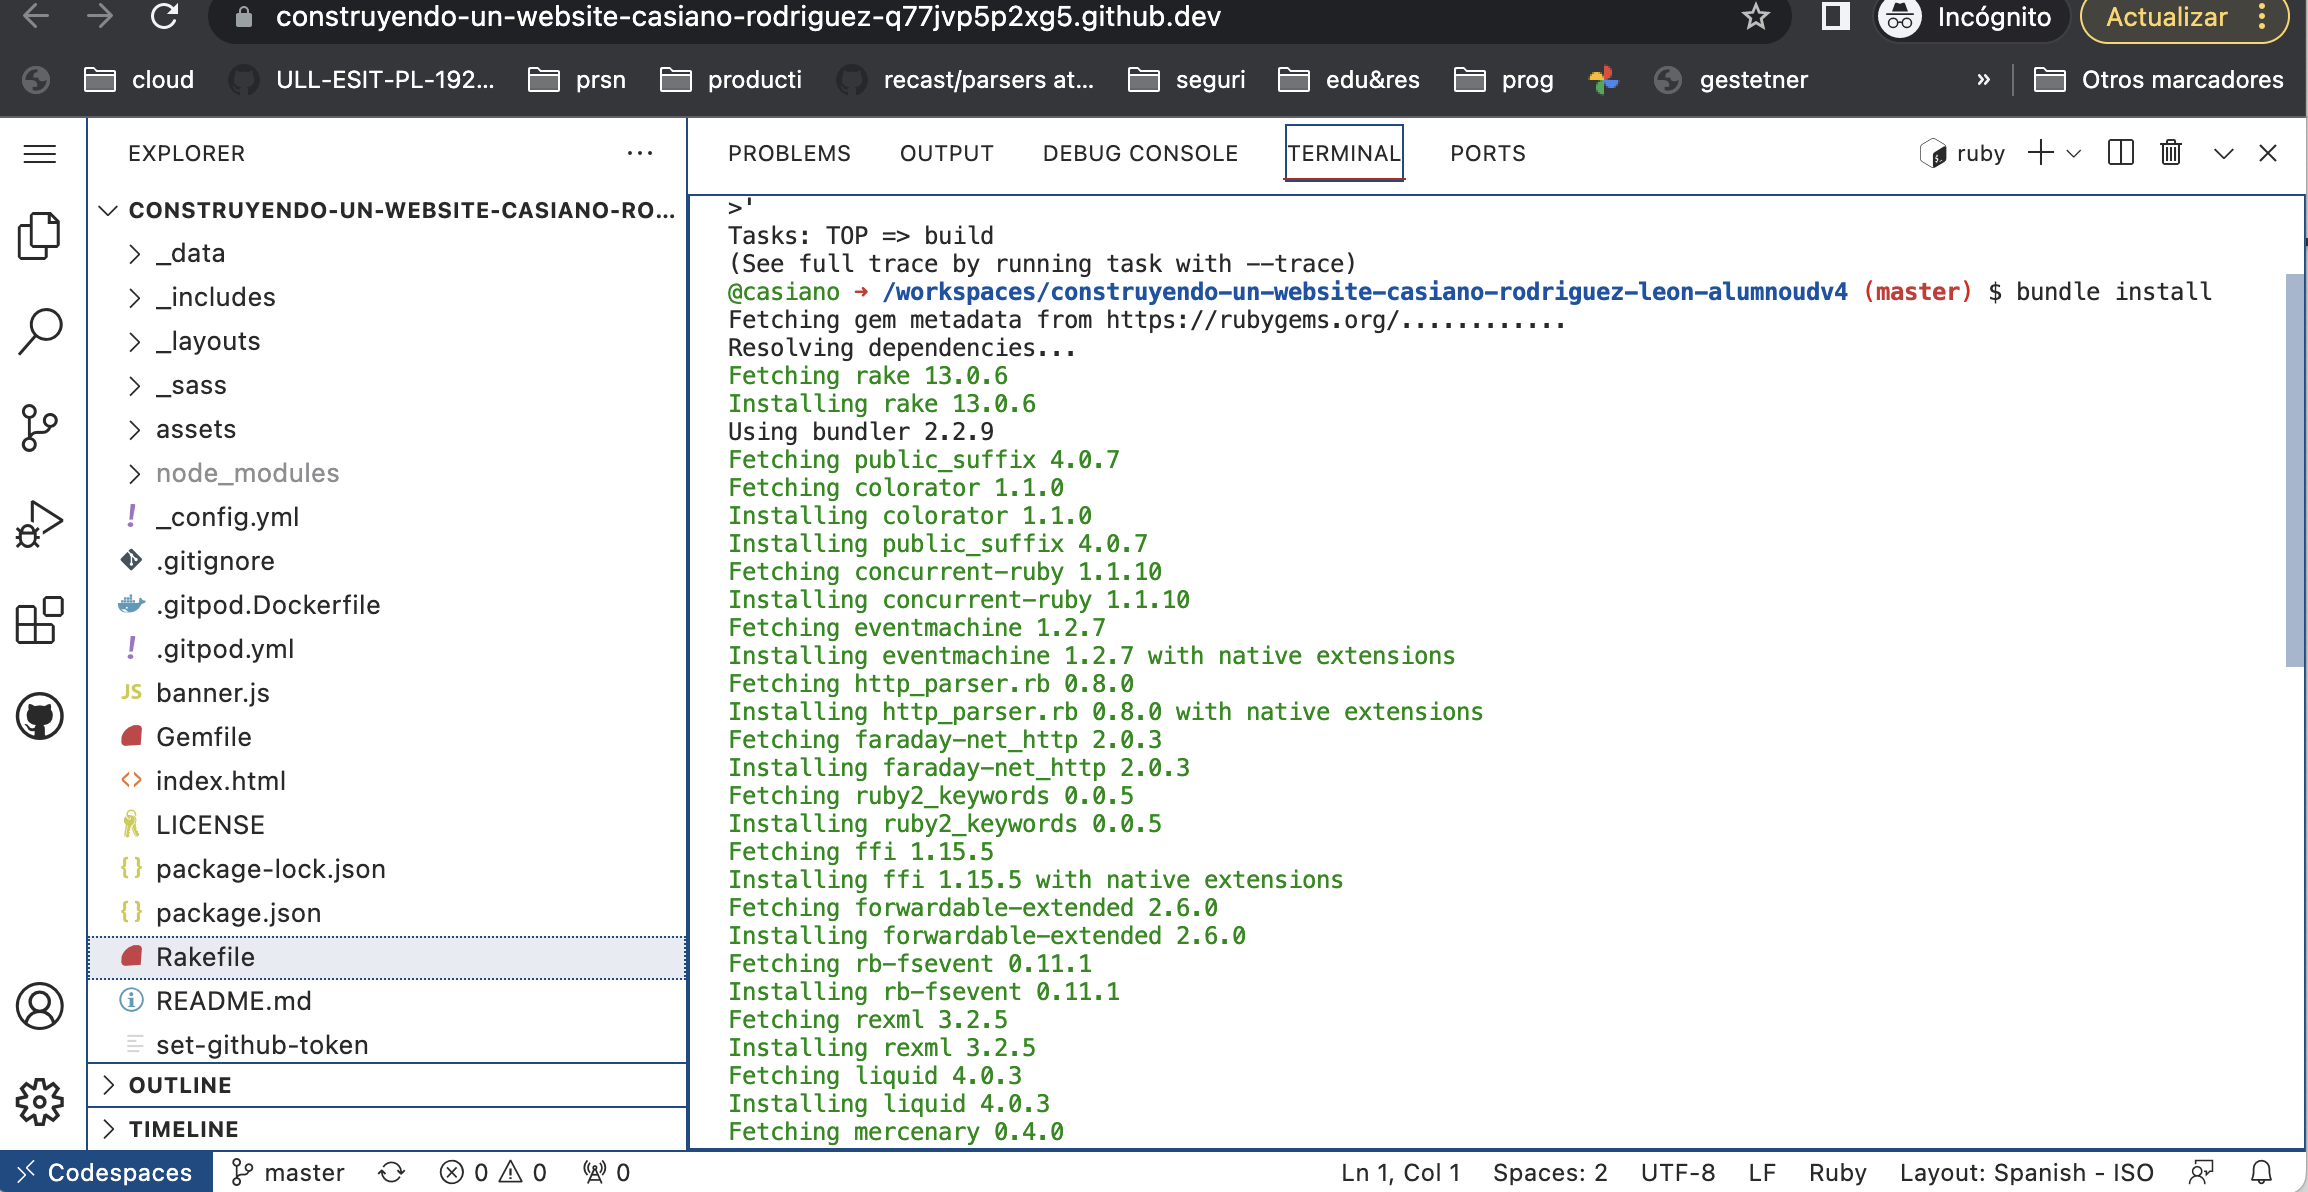 construyendo-un-website-casiano-rodriguez-q77jvp5p2xg5.github.dev
Incógnito
Actualizar
cloud
ULL-ESIT-PL-192...
prsn
producti
recast/parsers at...
seguri
edu&res
prog
gestetner
»
Otros marcadores
EXPLORER
...
PROBLEMS
OUTPUT
DEBUG CONSOLE
TERMINAL
PORTS
ruby
CONSTRUYENDO-UN-WEBSITE-CASIANO-RO...
_data
_includes
_layouts
_sass
assets
node_modules
! _config.yml
.gitignore
.gitpod.Dockerfile
! .gitpod.yml
JS banner.js
Gemfile
<> index.html
LICENSE
{} package-lock.json
{} package.json
Rakefile
README.md
set-github-token
OUTLINE
TIMELINE
>'
Tasks: TOP => build
(See full trace by running task with --trace)
@casiano ➜ /workspaces/construyendo-un-website-casiano-rodriguez-leon-alumnoudv4 (master) $ bundle install
Fetching gem metadata from https://rubygems.org/............
Resolving dependencies...
Fetching rake 13.0.6
Installing rake 13.0.6
Using bundler 2.2.9
Fetching public_suffix 4.0.7
Fetching colorator 1.1.0
Installing colorator 1.1.0
Installing public_suffix 4.0.7
Fetching concurrent-ruby 1.1.10
Installing concurrent-ruby 1.1.10
Fetching eventmachine 1.2.7
Installing eventmachine 1.2.7 with native extensions
Fetching http_parser.rb 0.8.0
Installing http_parser.rb 0.8.0 with native extensions
Fetching faraday-net_http 2.0.3
Installing faraday-net_http 2.0.3
Fetching ruby2_keywords 0.0.5
Installing ruby2_keywords 0.0.5
Fetching ffi 1.15.5
Installing ffi 1.15.5 with native extensions
Fetching forwardable-extended 2.6.0
Installing forwardable-extended 2.6.0
Fetching rb-fsevent 0.11.1
Installing rb-fsevent 0.11.1
Fetching rexml 3.2.5
Installing rexml 3.2.5
Fetching liquid 4.0.3
Installing liquid 4.0.3
Fetching mercenary 0.4.0
Codespaces
master
0
0
0
Ln 1, Col 1
Spaces: 2
UTF-8
LF
Ruby
Layout: Spanish - ISO